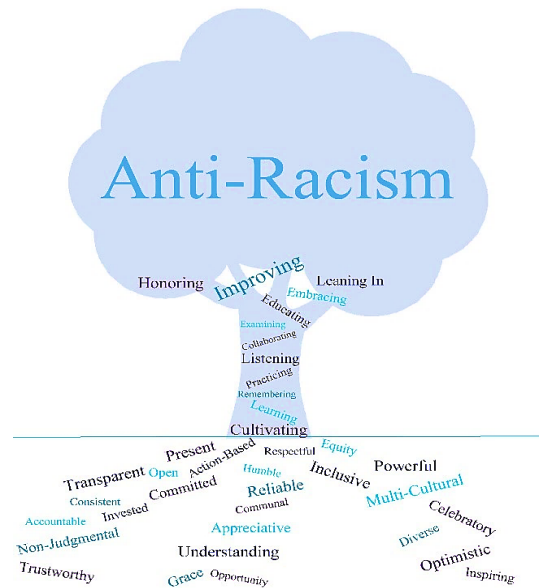 Anti-Racism
Honoring
Improving
Leaning In
Embracing
Educating
Examining
Collaborating
Listening
Practicing
Remembering
Learning
Cultivating
Present
Action-Based
Respectful
Equity
Transparent
Open
Humble
Inclusive
Powerful
Consistent
Committed
Reliable
Multi-Cultural
Accountable
Invested
Communal
Celebratory
Non-Judgmental
Appreciative
Diverse
Understanding
Optimistic
Trustworthy
Grace
Opportunity
Inspiring